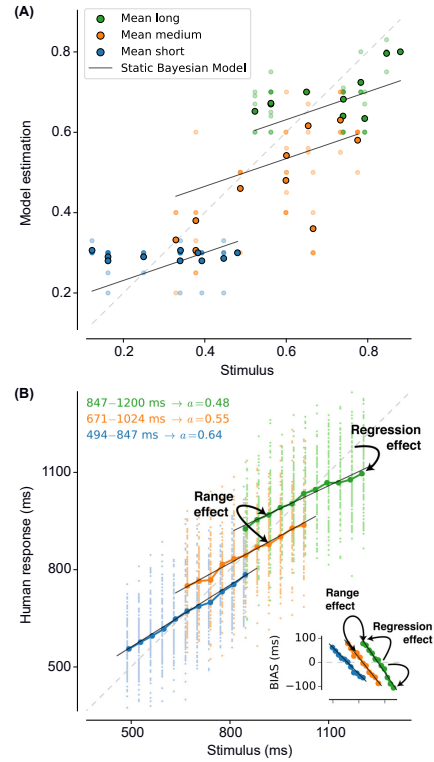 (A)
Mean long
Mean medium
Mean short
Static Bayesian Model
Model estimation
0.8
0.6
0.4
0.2
0.2
0.4
0.6
0.8
Stimulus
(B)
847−1200 ms → a=0.48
671−1024 ms → a=0.55
494−847 ms → a=0.64
Regression
effect
Range
effect
Human response
(ms)
1100
800
500
Range
effect
Regression
effect
BIAS (ms)
100
0
−100
500
800
1100
Stimulus (ms)